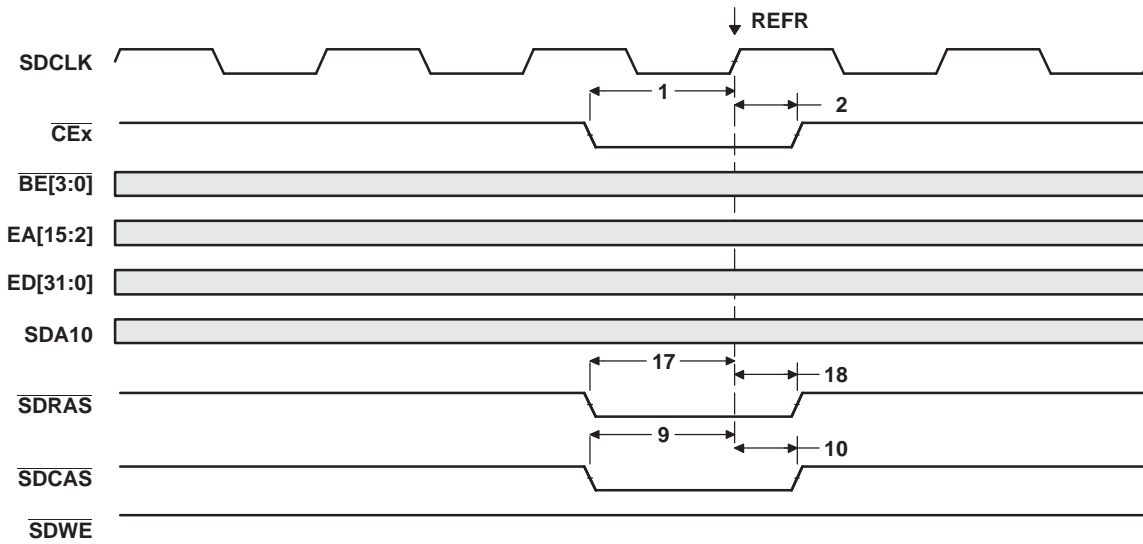 REFR
SDCLK
1
2
CEx
BE[3:0]
EA[15:2]
ED[31:0]
SDA10
17
18
SDRAS
9
10
SDCAS
SDWE